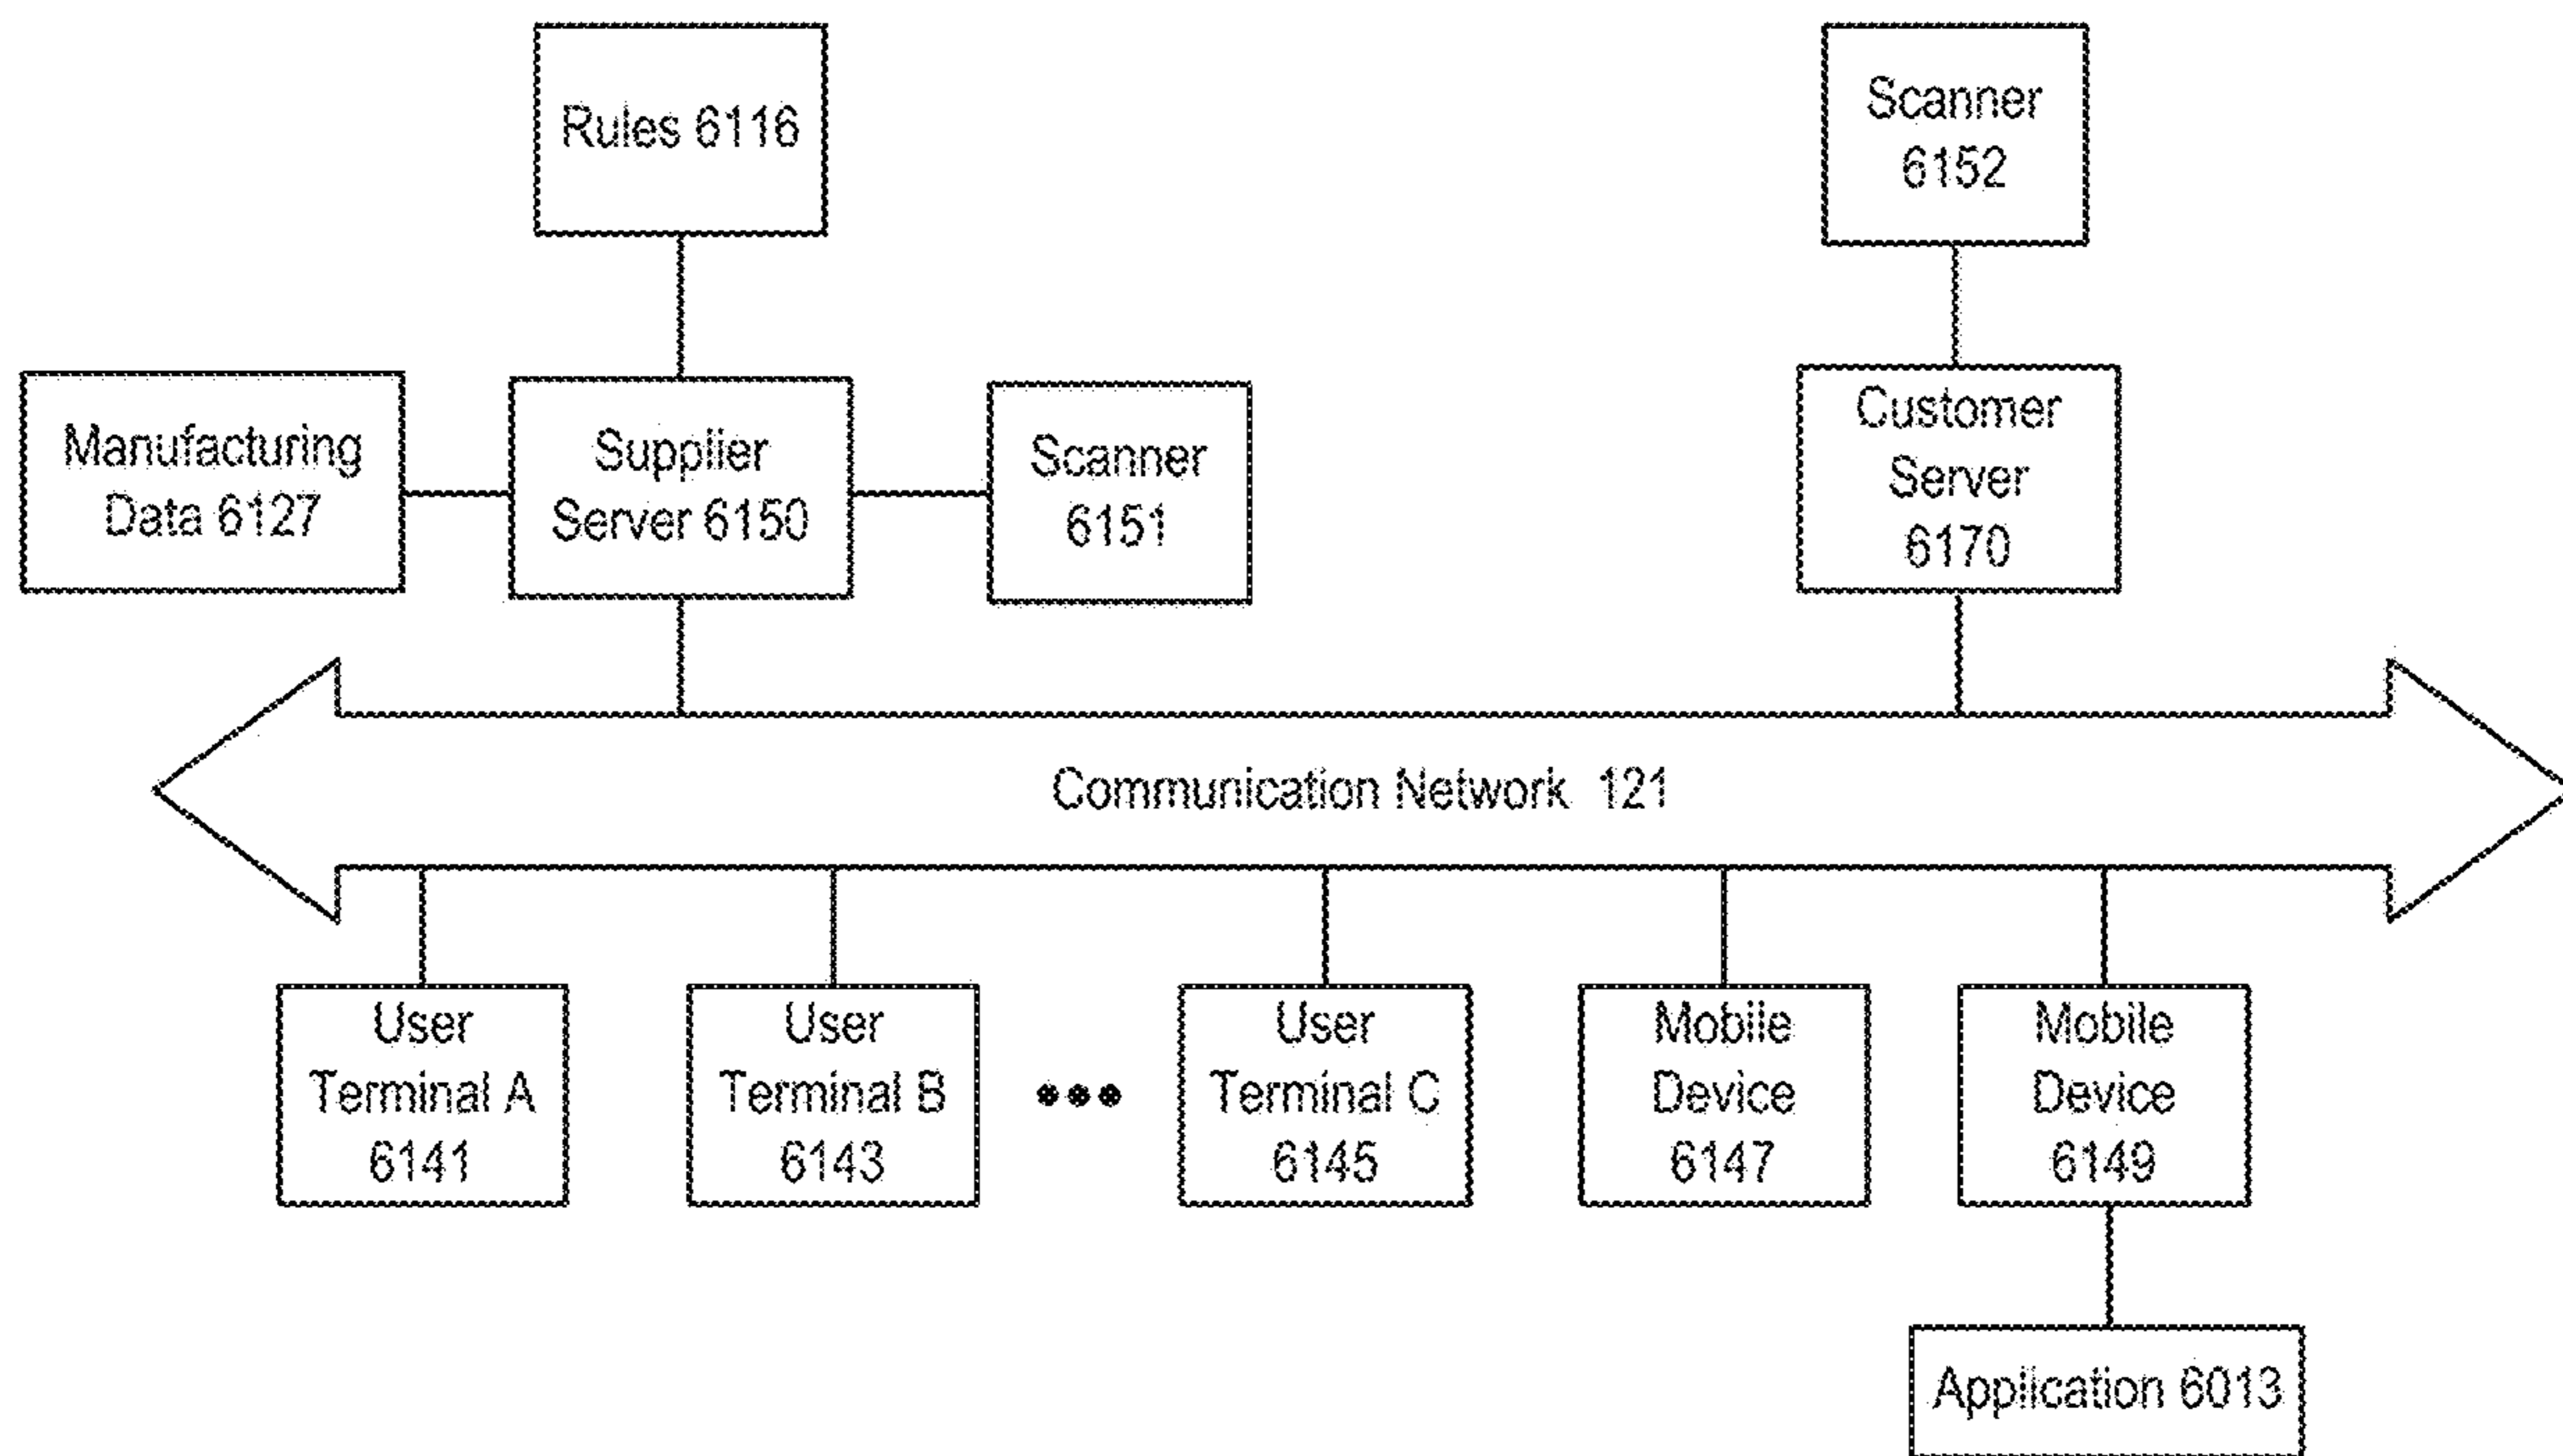 Rules 6116
Scanner
6152
Manufacturing
Data 6127
Supplier
Server 6150
Scanner
6151
Customer
Server
6170
Communication Network 121
User
Terminal A
6141
User
Terminal B
6143
User
Terminal C
6145
Mobile
Device
6147
Mobile
Device
6149
Application 6013